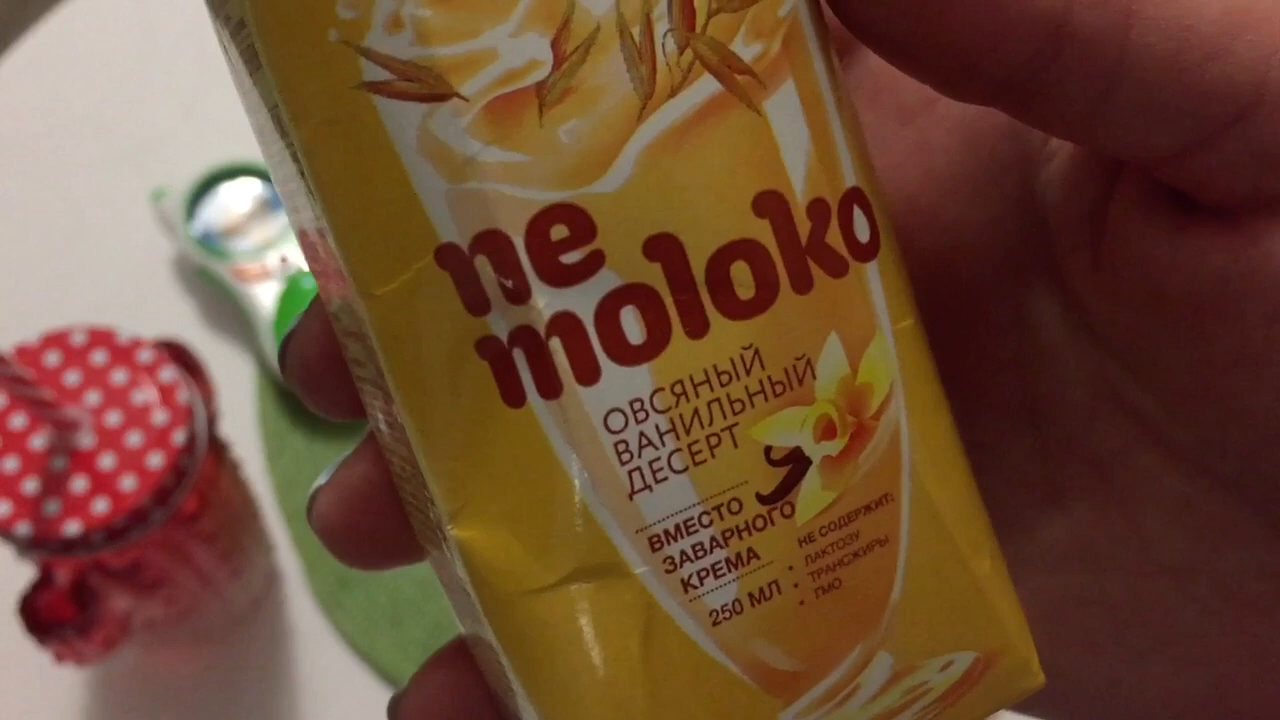 ne
moloko
ОВСЯНЫЙ
ВАНИЛЬНЫЙ
ДЕСЕРТ
ВМЕСТО
ЗАВАРНОГО
КРЕМА
250 МЛ
НЕ СОДЕРЖИТ:
• ЛАКТОЗУ
• ТРАНСЖИРЫ
• ГМО